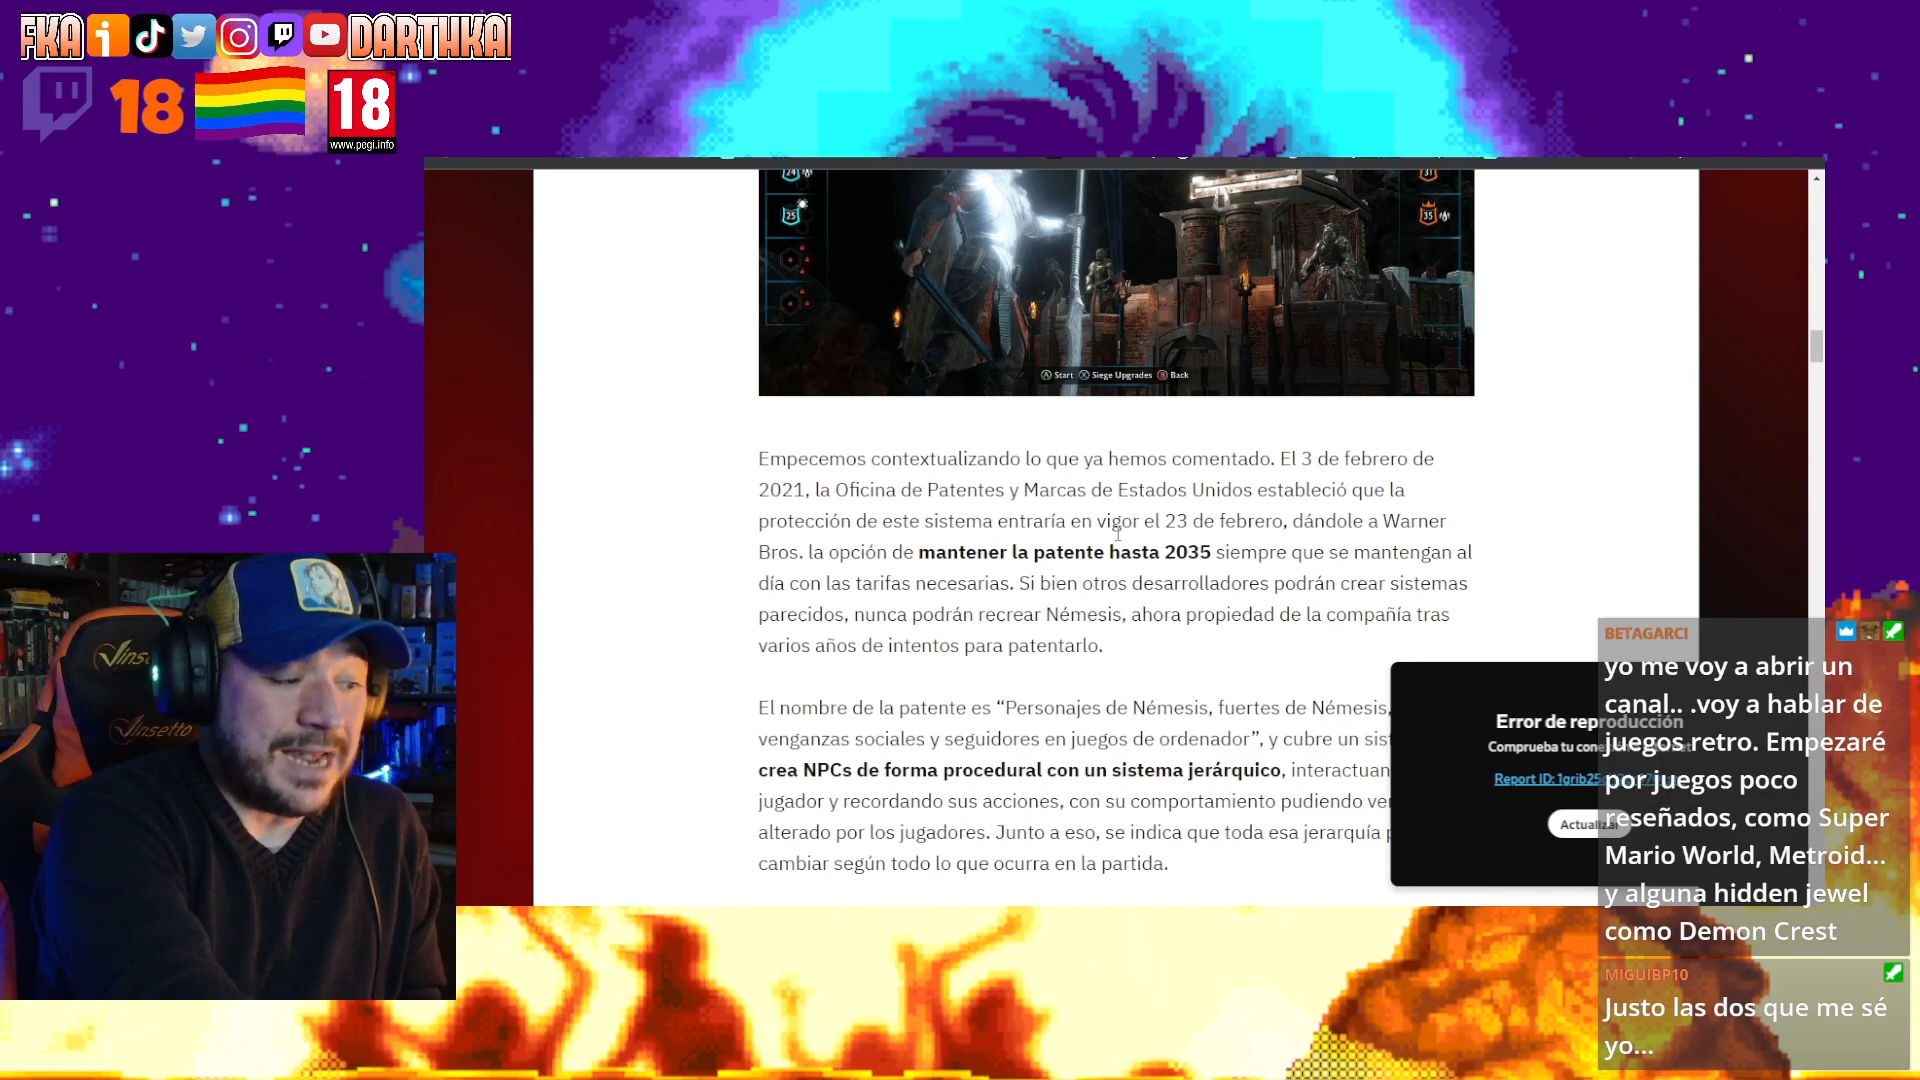 FKA
DARTHKA
18
18
www.pegi.info
24
25
31
35
Start Siege Upgrades Back
Empecemos contextualizando lo que ya hemos comentado. El 3 de febrero de
2021, la Oficina de Patentes y Marcas de Estados Unidos estableció que la
protección de este sistema entraría en vigor el 23 de febrero, dándole a Warner
Bros. la opción de mantener la patente hasta 2035 siempre que se mantengan al
día con las tarifas necesarias. Si bien otros desarrolladores podrán crear sistemas
parecidos, nunca podrán recrear Némesis, ahora propiedad de la compañía tras
varios años de intentos para patentarlo.
El nombre de la patente es “Personajes de Némesis, fuertes de Némesis,
venganzas sociales y seguidores en juegos de ordenador”, y cubre un sis
crea NPCs de forma procedural con un sistema jerárquico, interactuan
jugador y recordando sus acciones, con su comportamiento pudiendo ve
alterado por los jugadores. Junto a eso, se indica que toda esa jerarquía p
cambiar según todo lo que ocurra en la partida.
Vinsetto
Error de reproducción
Comprueba tu
Report ID: 1qrib25
Actualizar
BETAGARCI
yo me voy a abrir un
canal.. .voy a hablar de
juegos retro. Empezaré
por juegos poco
reseñados, como Super
Mario World, Metroid...
y alguna hidden jewel
como Demon Crest
MIGUIBP10
Justo las dos que me sé
yo...